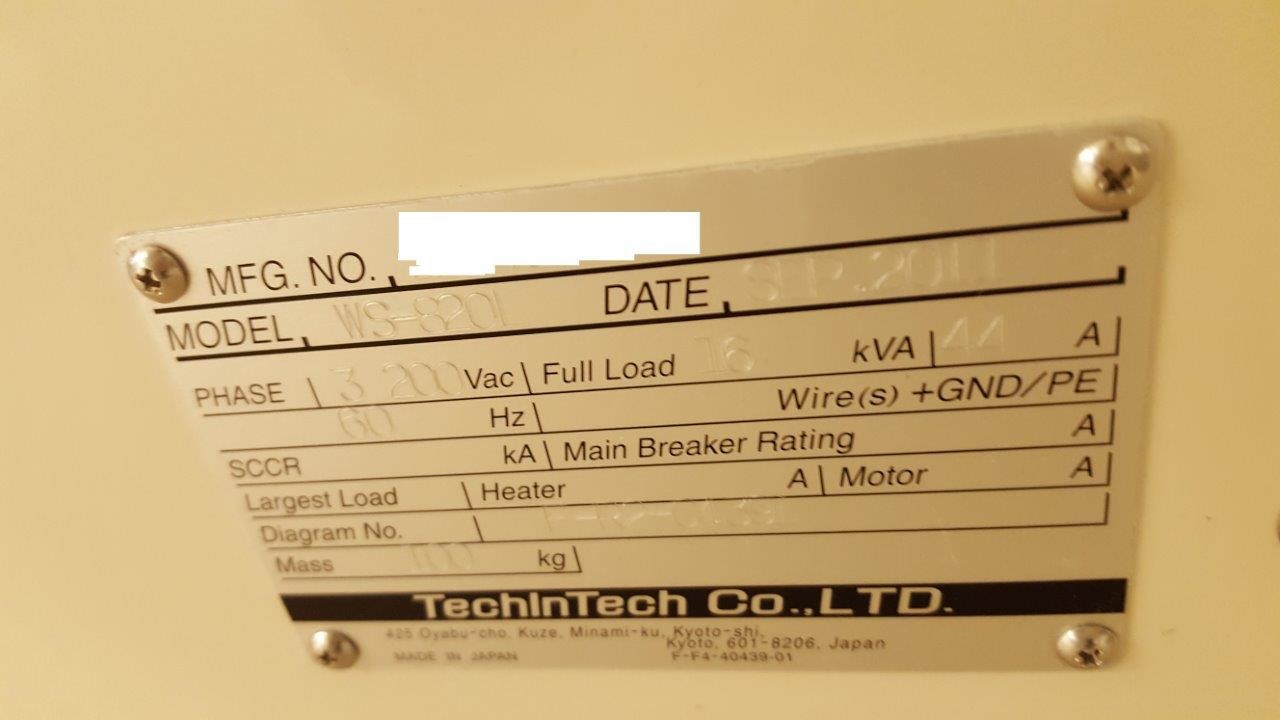 MFG. NO.
MODEL WS-820I DATE SEP.2011
PHASE 3 200 Vac Full Load 16 kVA 44 A
60 Hz Wire(s) +GND/PE
SCCR kA Main Breaker Rating A
Largest Load Heater A Motor A
Diagram No.
Mass 100 kg
TechInTech Co.,LTD.
425 Oyabu-cho, Kuze, Minami-ku, Kyoto-shi,
Kyoto, 601-8206, Japan
MADE IN JAPAN F-F4-40439-01